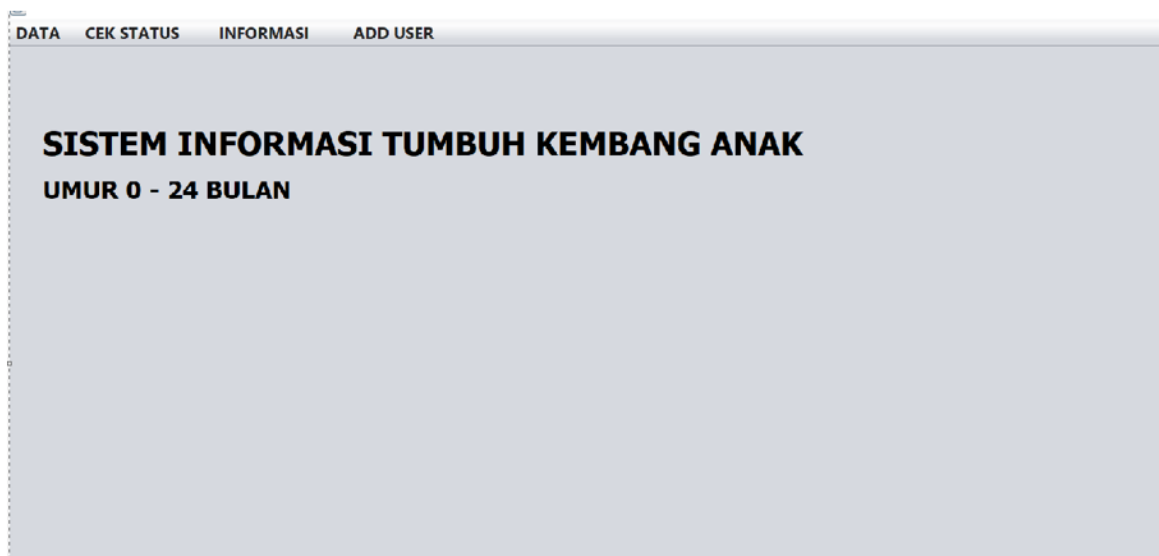 DATA CEK STATUS INFORMASI ADD USER
SISTEM INFORMASI TUMBUH KEMBANG ANAK
UMUR 0 - 24 BULAN